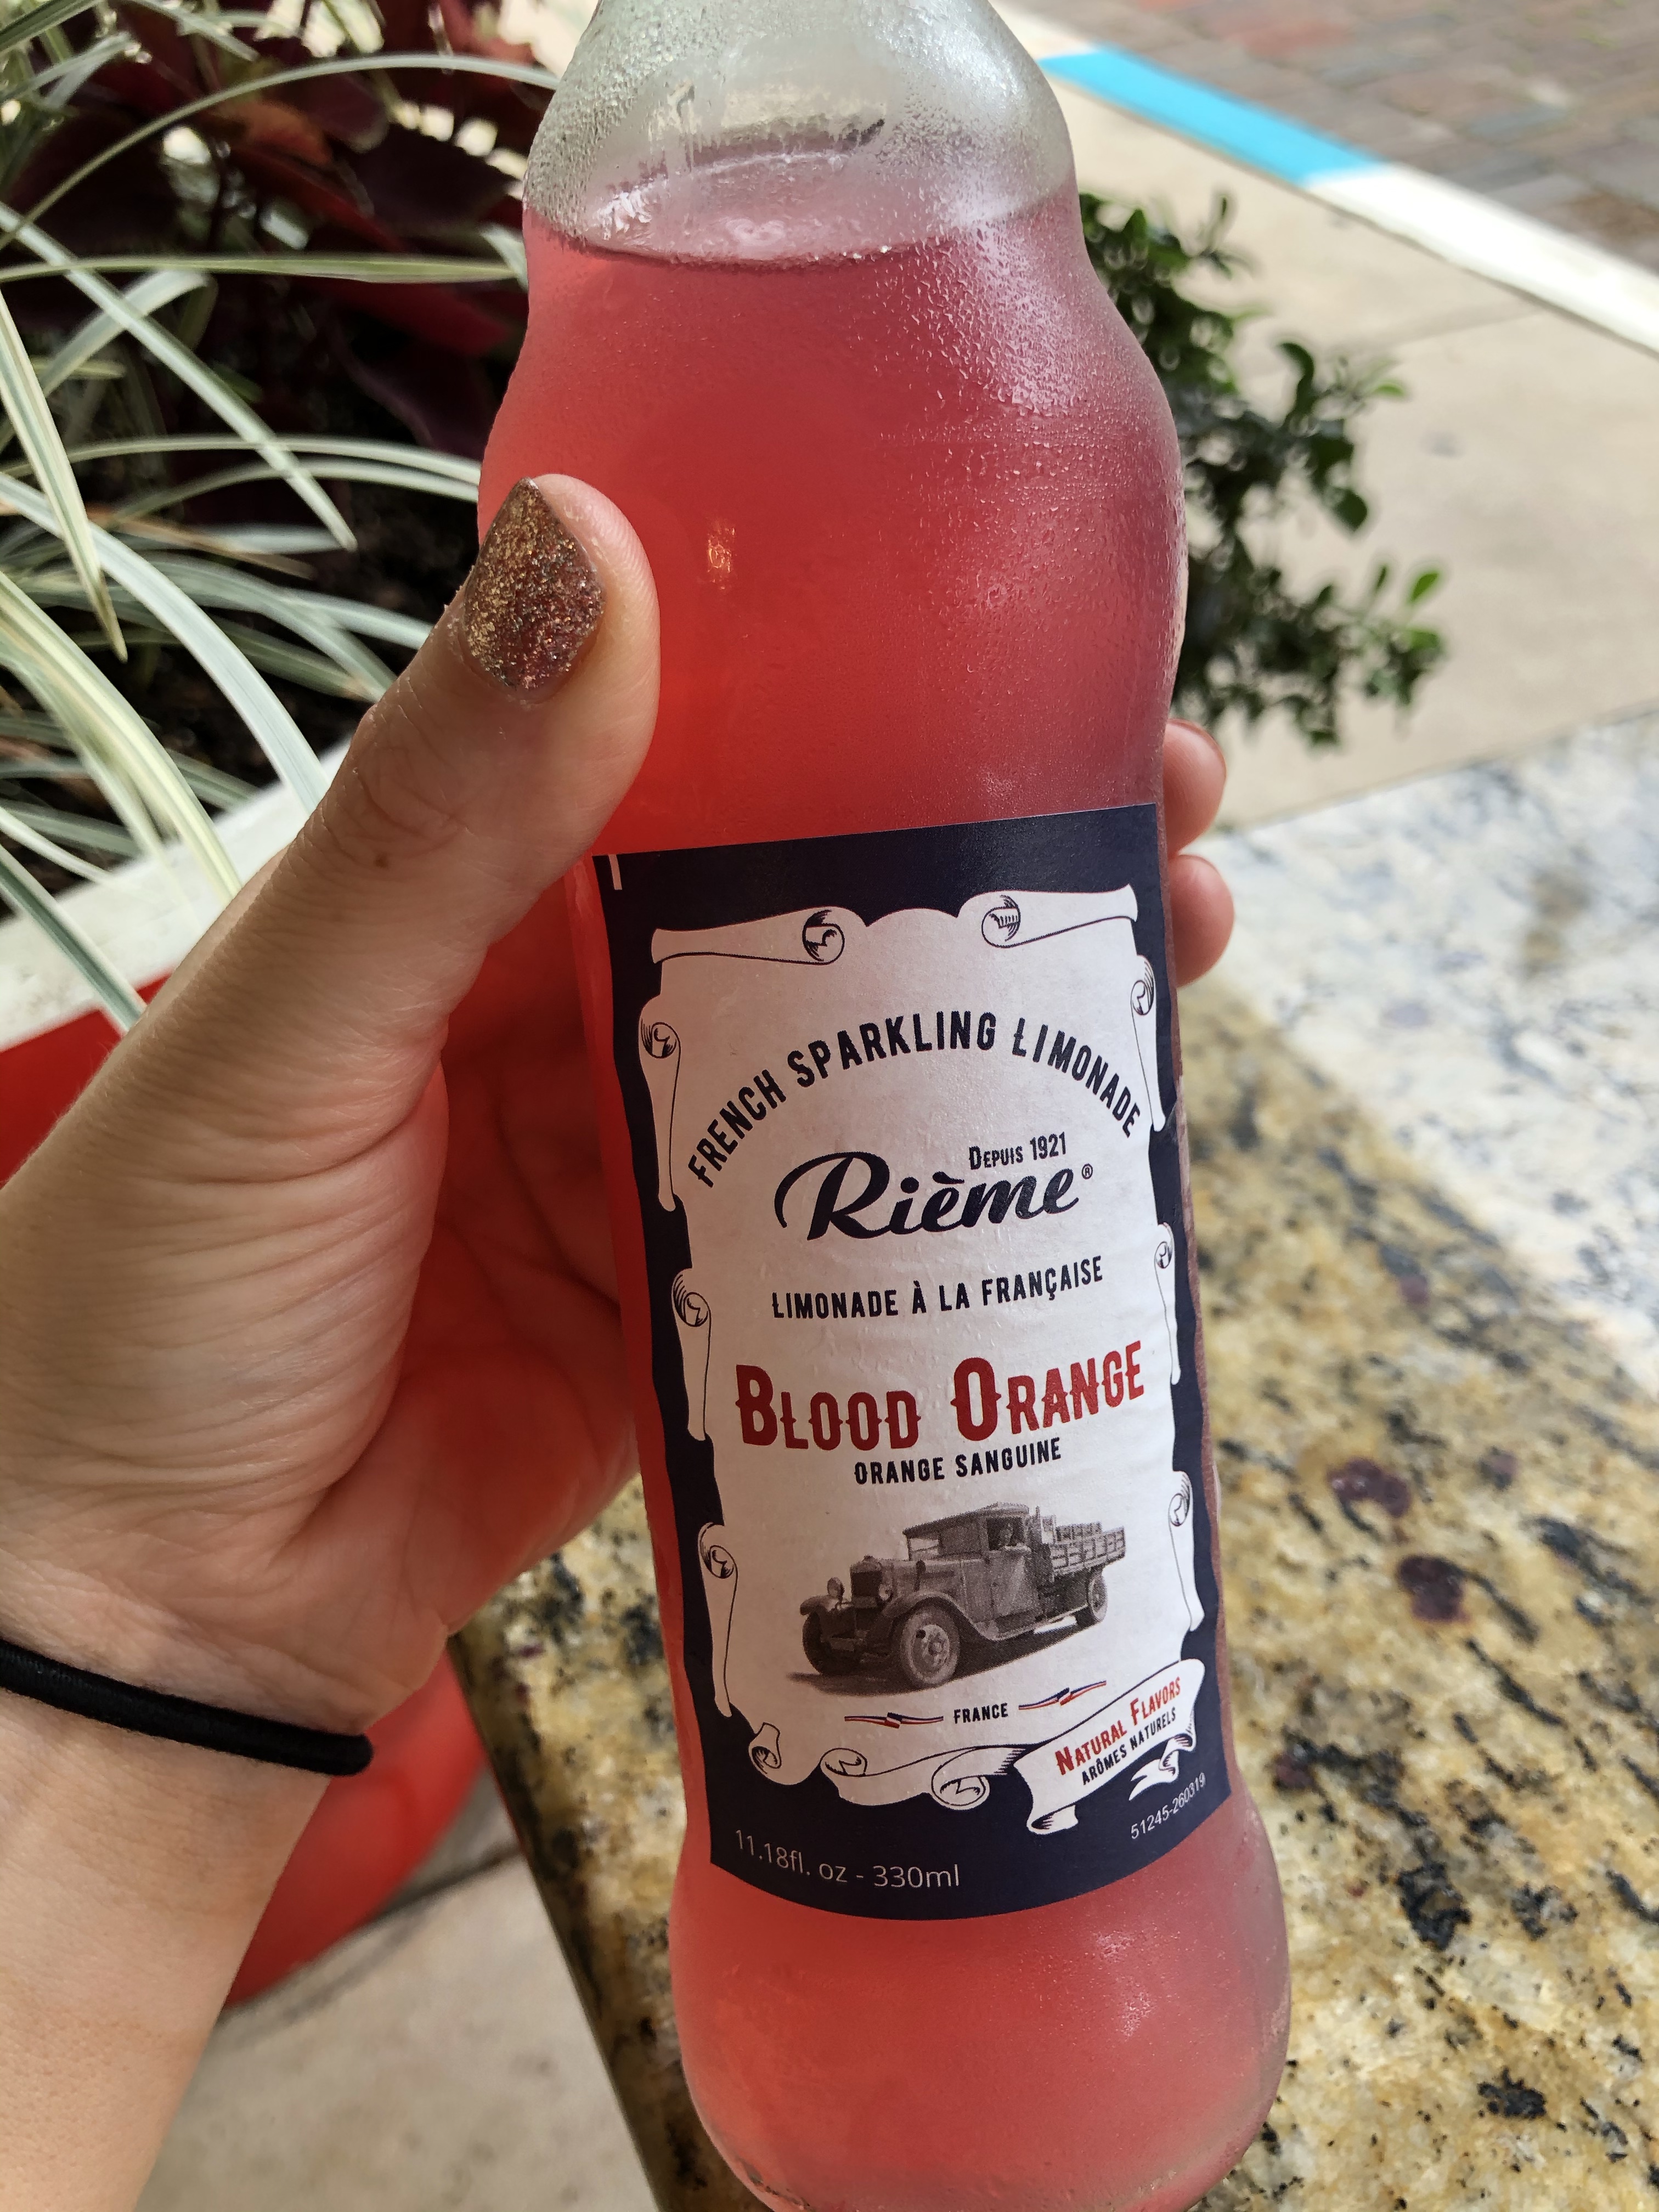 FRENCH SPARKLING LIMONADE
DEPUIS 1921
Rième®
LIMONADE À LA FRANÇAISE
BLOOD ORANGE
ORANGE SANGUINE
FRANCE
NATURAL FLAVORS
ARÔMES NATURELS
51245-260319
11.18fl. oz - 330ml